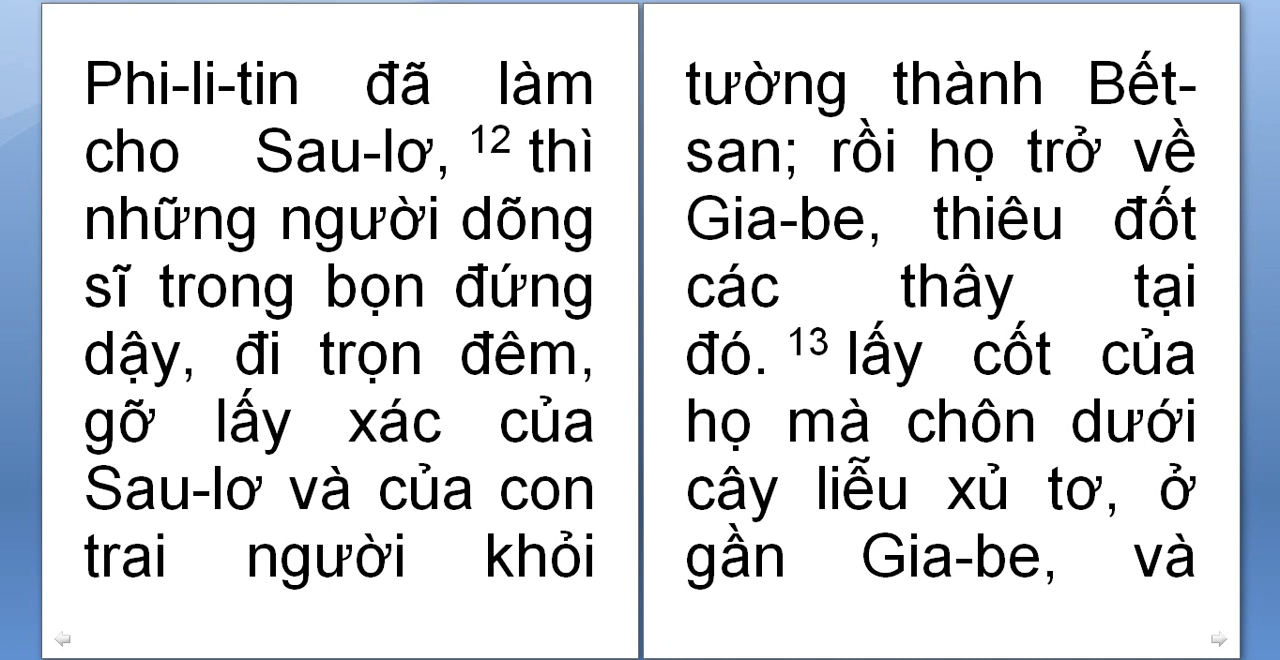 Phi-li-tin đã làm
cho Sau-lơ, 12 thì
những người dõng
sĩ trong bọn đứng
dậy, đi trọn đêm,
gỡ lấy xác của
Sau-lơ và của con
trai người khỏi
tường thành Bết-
san; rồi họ trở về
Gia-be, thiêu đốt
các thây tại
đó. 13 lấy cốt của
họ mà chôn dưới
cây liễu xủ tơ, ở
gần Gia-be, và